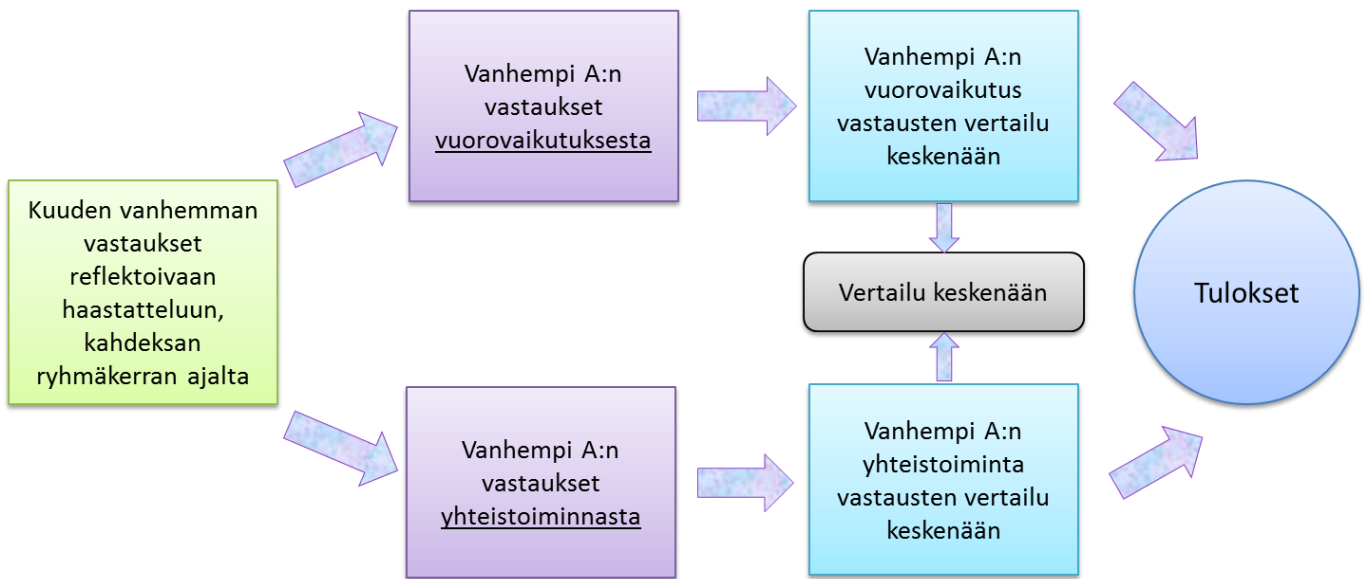 Kuuden vanhemman
vastaukset
reflektoivaan
haastatteluun,
kahdeksan
ryhmäkerran ajalta
Vanhempi A:n
vastaukset
vuorovaikutuksesta
Vanhempi A:n
vuorovaikutus
vastausten vertailu
keskenään
Vertailu keskenään
Tulokset
Vanhempi A:n
vastaukset
yhteistoiminnasta
Vanhempi A:n
yhteistoiminta
vastausten vertailu
keskenään